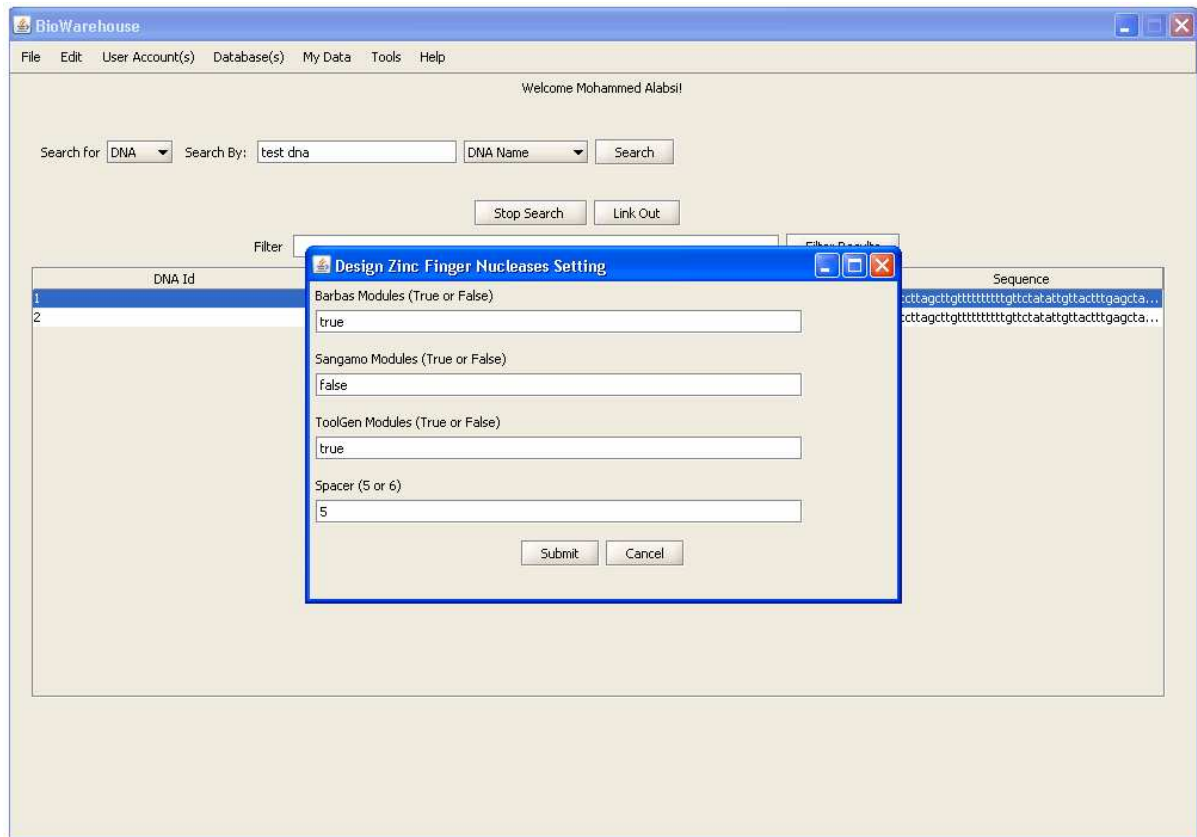 BioWarehouse
File Edit User Account(s) Database(s) My Data Tools Help
Welcome Mohammed Alabsi!
Search for DNA Search By: test dna DNA Name Search
Stop Search Link Out
Filter Filter Results
DNA Id Sequence
1
2
Design Zinc Finger Nucleases Setting
Barbas Modules (True or False)
true
Sangamo Modules (True or False)
false
ToolGen Modules (True or False)
true
Spacer (5 or 6)
5
Submit Cancel